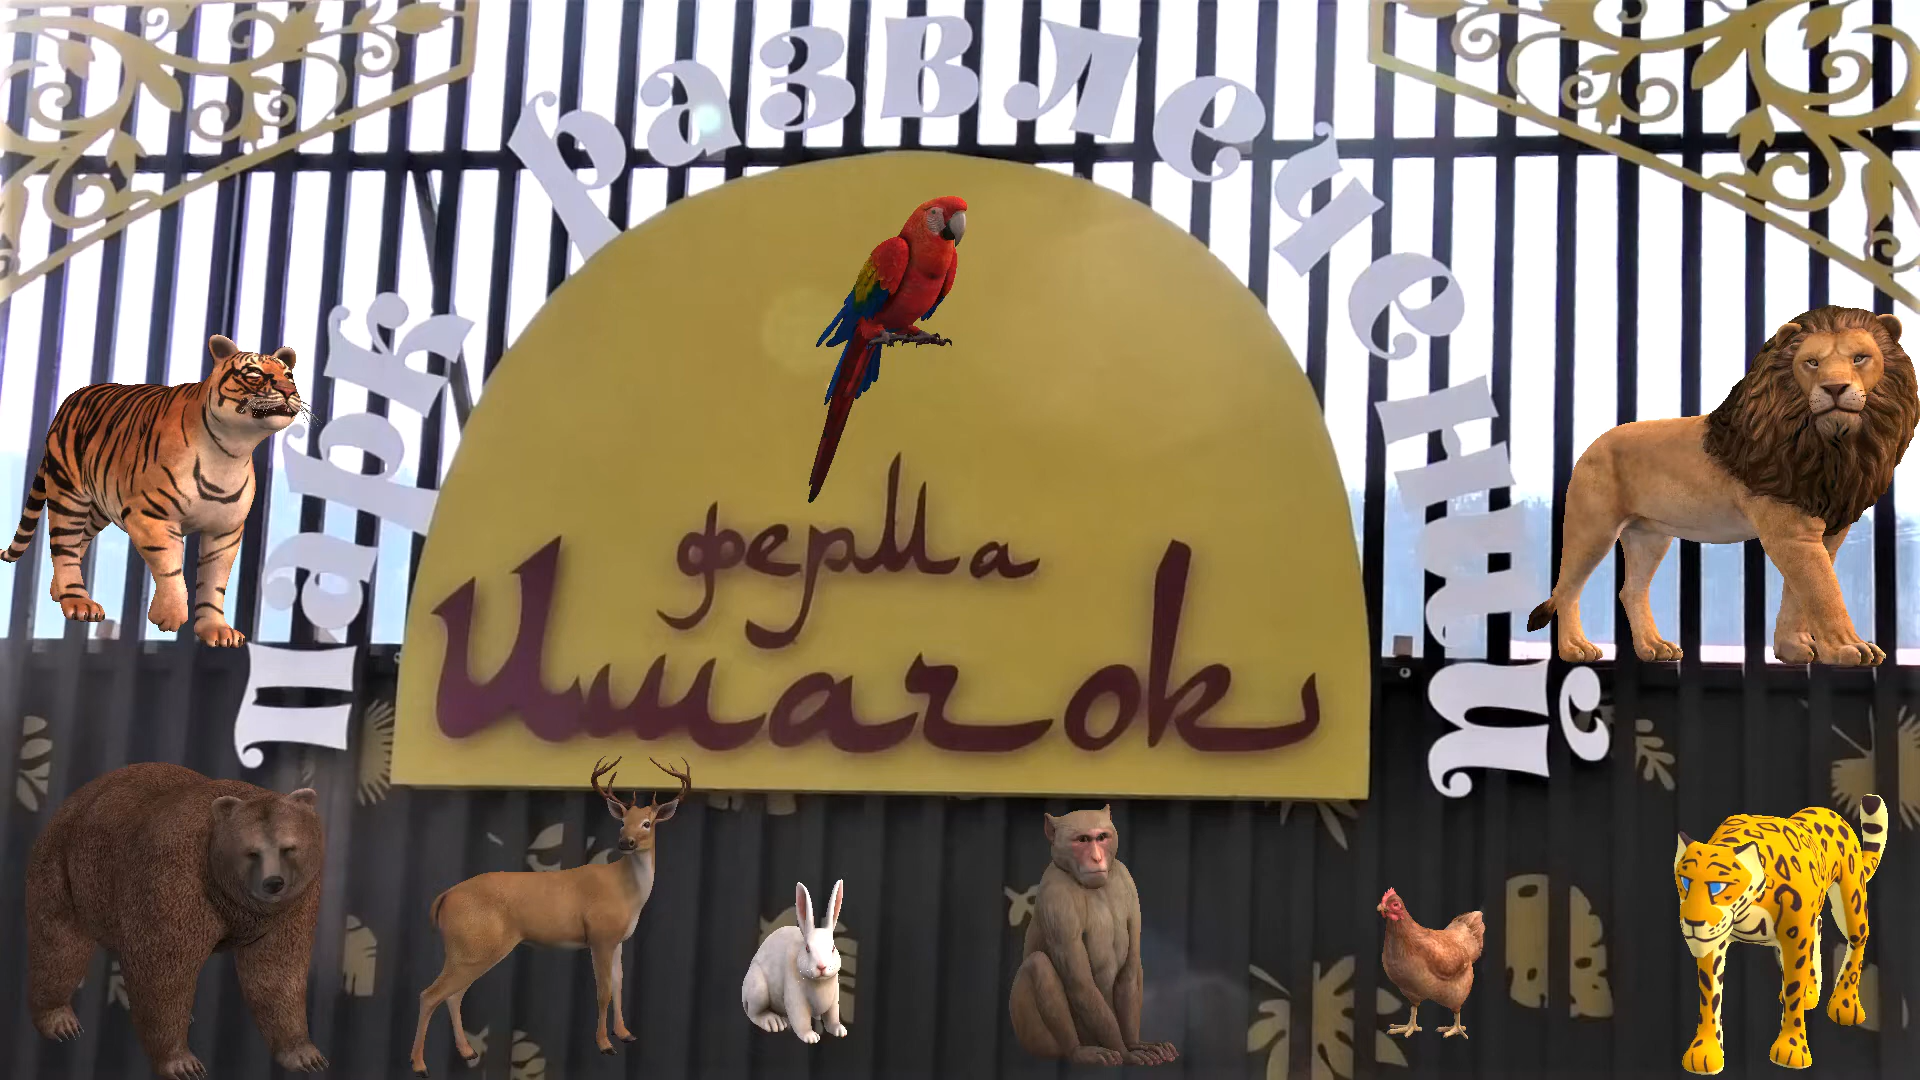 парк развлечений
ферма
Ишачок